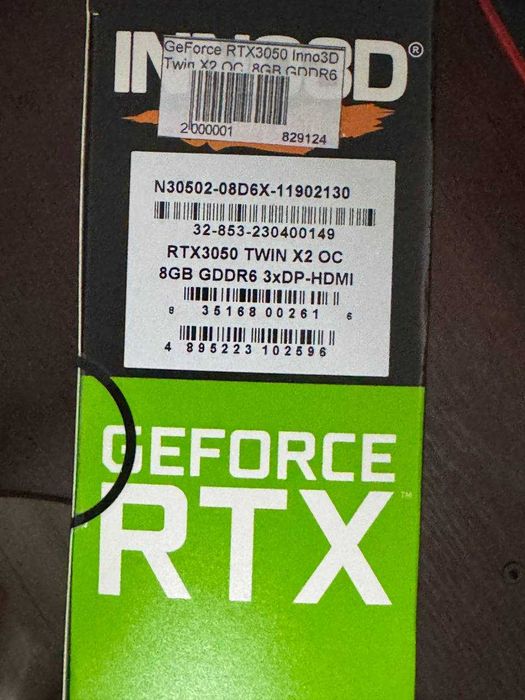 INNO3D®
GeForce RTX3050 Inno3D
Twin X2 OC 8GB GDDR6
2000001 829124
N30502-08D6X-11902130
32-853-230400149
RTX3050 TWIN X2 OC
8GB GDDR6 3xDP-HDMI
8 35168 00261 6
4 895223 102596
GEFORCE
RTX™